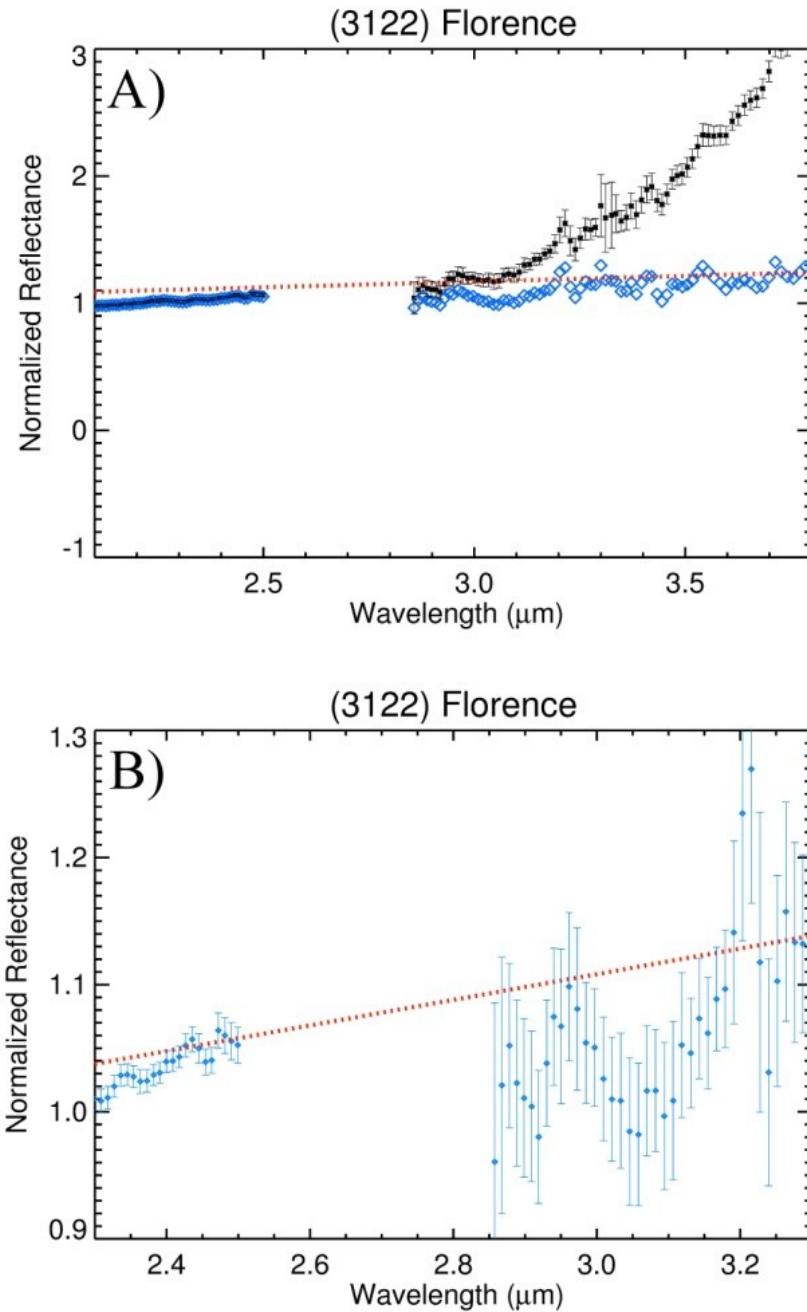 (3122) Florence
A)
3
2
1
0
-1
Normalized Reflectance
2.5 3.0 3.5
Wavelength (μm)
(3122) Florence
B)
1.3
1.2
1.1
1.0
0.9
Normalized Reflectance
2.4 2.6 2.8 3.0 3.2
Wavelength (μm)